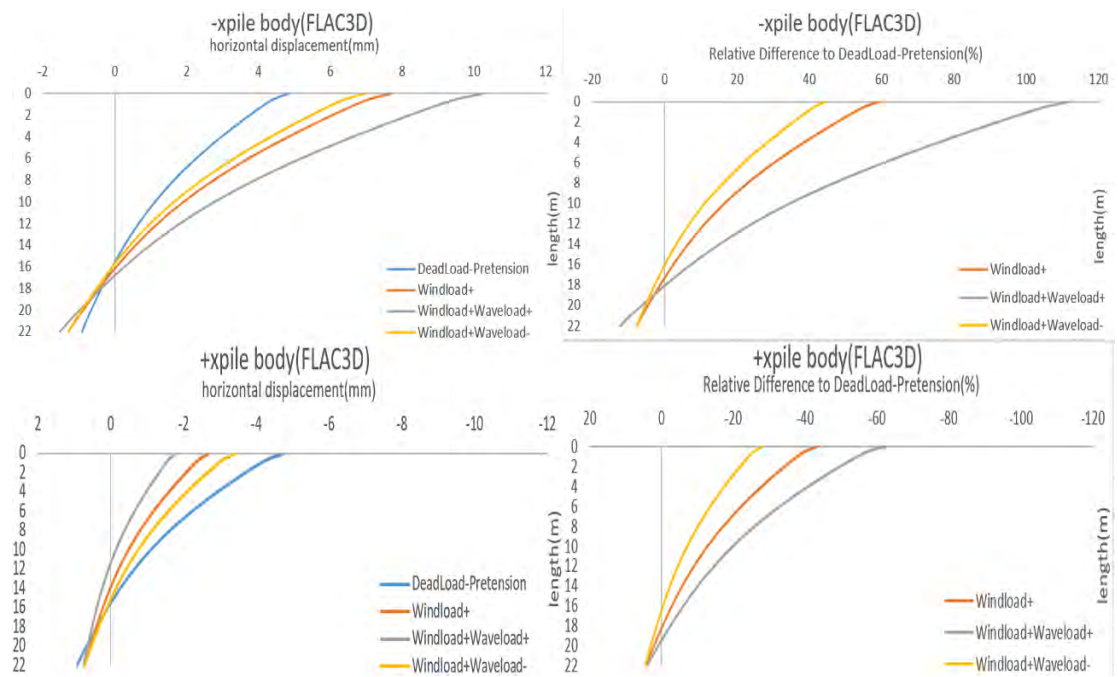 -xpile body(FLAC3D)
horizontal displacement(mm)
-2 0 2 4 6 8 10 12
0
2
4
6
8
10
12
14
16
18
20
22
length(m)
DeadLoad-Pretension
Windload+
Windload+Waveload+
Windload+Waveload-
-xpile body(FLAC3D)
Relative Difference to DeadLoad-Pretension(%)
-20 0 20 40 60 80 100 120
0
2
4
6
8
10
12
14
16
18
20
22
length(m)
Windload+
Windload+Waveload+
Windload+Waveload-
+xpile body(FLAC3D)
horizontal displacement(mm)
2 0 -2 -4 -6 -8 -10 -12
0
2
4
6
8
10
12
14
16
18
20
22
length(m)
DeadLoad-Pretension
Windload+
Windload+Waveload+
Windload+Waveload-
+xpile body(FLAC3D)
Relative Difference to DeadLoad-Pretension(%)
20 0 -20 -40 -60 -80 -100 -120
0
2
4
6
8
10
12
14
16
18
20
22
length(m)
Windload+
Windload+Waveload+
Windload+Waveload-